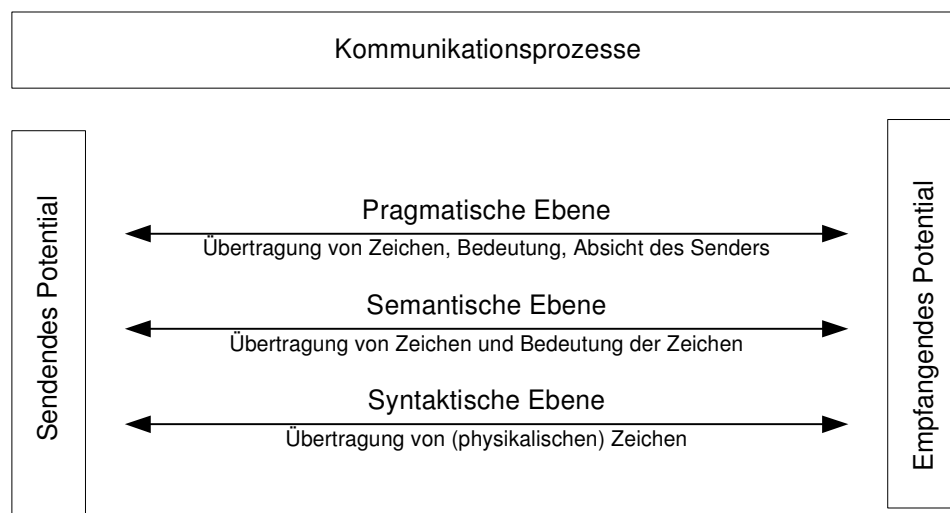 Kommunikationsprozesse
Sendendes Potential
Pragmatische Ebene
Übertragung von Zeichen, Bedeutung, Absicht des Senders
Semantische Ebene
Übertragung von Zeichen und Bedeutung der Zeichen
Syntaktische Ebene
Übertragung von (physikalischen) Zeichen
Empfangendes Potential